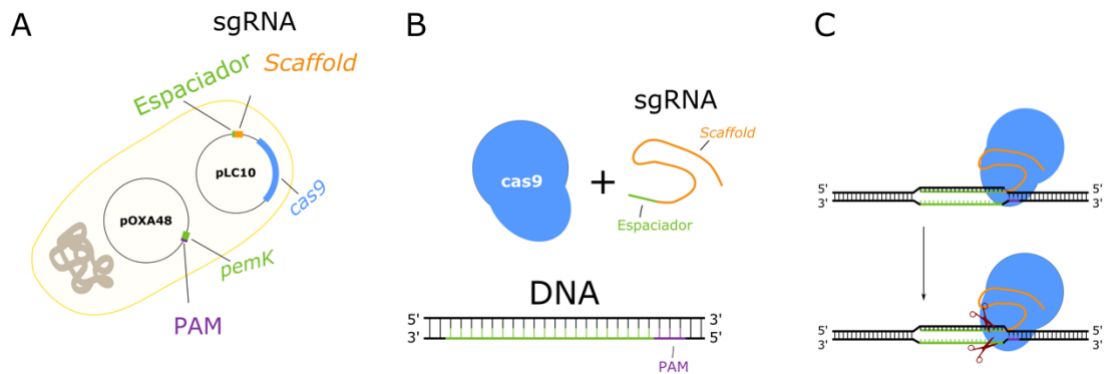 A
sgRNA
Espaciador
Scaffold
pLC10
cas9
pOXA48
pemK
PAM
B
sgRNA
Scaffold
cas9
+
Espaciador
DNA
5' 3'
3' 5'
PAM
C
5' 5'
3' 3'
5' 5'
3' 3'